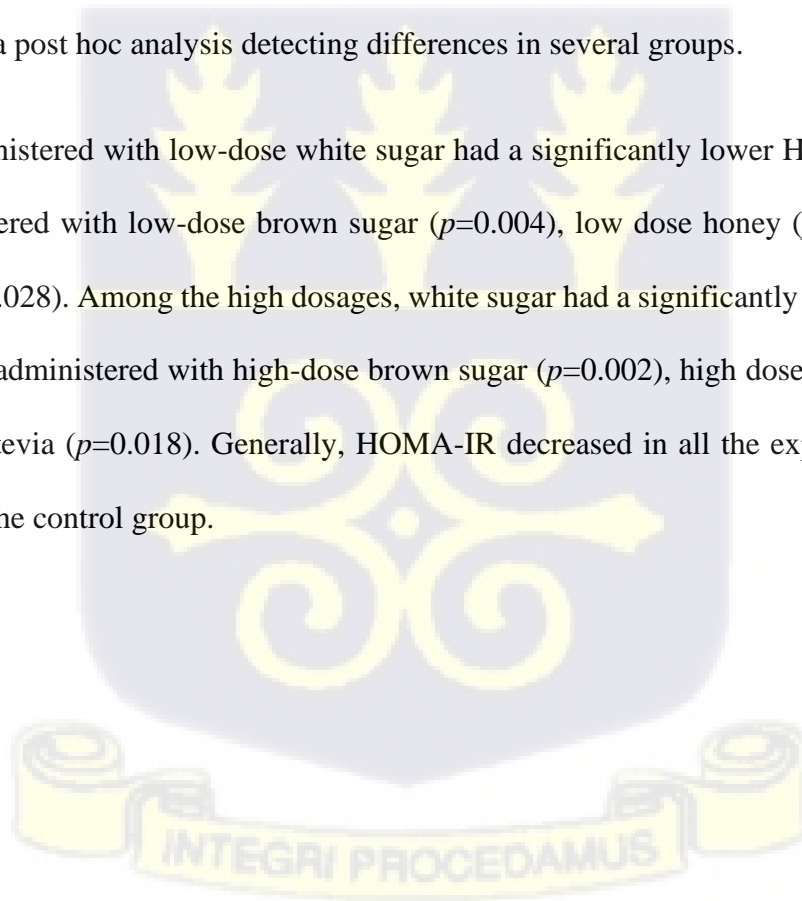 a post hoc analysis detecting differences in several groups.
nistered with low-dose white sugar had a significantly lower H
ered with low-dose brown sugar (p=0.004), low dose honey (
.028). Among the high dosages, white sugar had a significantly
administered with high-dose brown sugar (p=0.002), high dose
tevia (p=0.018). Generally, HOMA-IR decreased in all the exp
he control group.
INTEGRI PROCEDAMUS